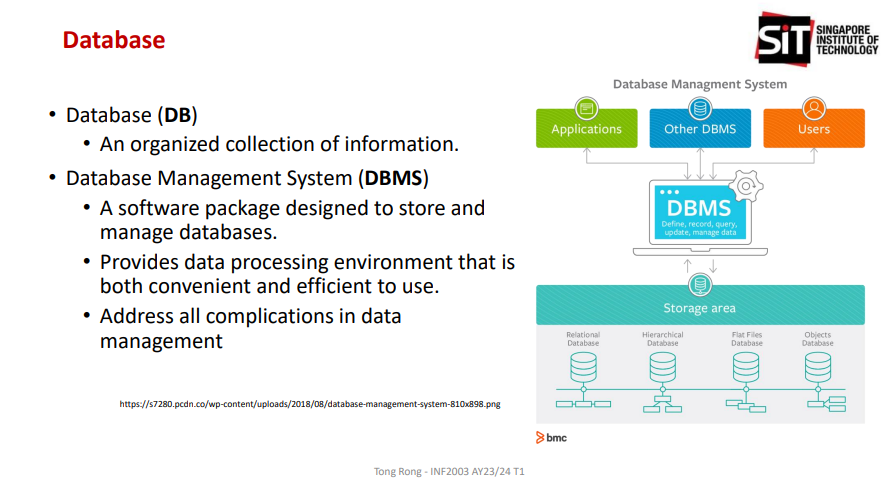 Database
SiT
SINGAPORE
INSTITUTE OF
TECHNOLOGY
• Database (DB)
• An organized collection of information.
• Database Management System (DBMS)
• A software package designed to store and
manage databases.
• Provides data processing environment that is
both convenient and efficient to use.
• Address all complications in data
management
https://s7280.pcdn.co/wp-content/uploads/2018/08/database-management-system-810x898.png
Database Managment System
Applications
Other DBMS
Users
DBMS
Define, record, query,
update, manage data
Storage area
Relational
Database
Hierarchical
Database
Flat Files
Database
Objects
Database
bmc
Tong Rong - INF2003 AY23/24 T1